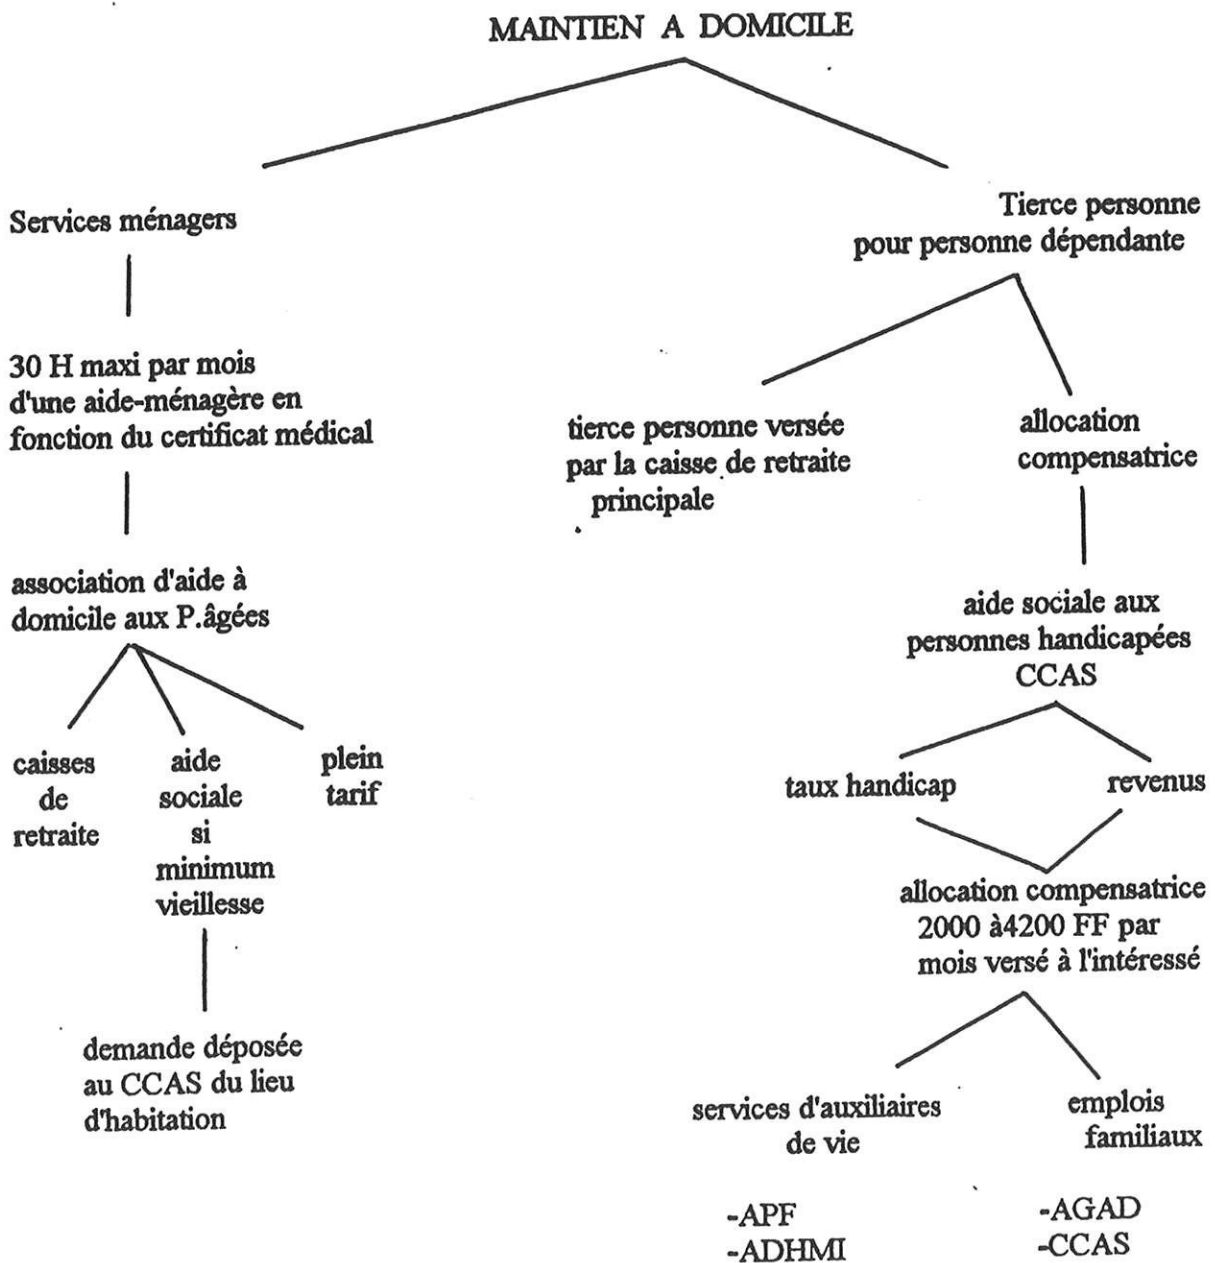 MAINTIEN A DOMICILE
Services ménagers
30 H maxi par mois
d'une aide-ménagère en
fonction du certificat médical
association d'aide à
domicile aux P.âgées
caisses
de
retraite
aide
sociale
si
minimum
vieillesse
plein
tarif
demande déposée
au CCAS du lieu
d'habitation
Tierce personne
pour personne dépendante
tierce personne versée
par la caisse de retraite
principale
allocation
compensatrice
aide sociale aux
personnes handicapées
CCAS
taux handicap
revenus
allocation compensatrice
2000 à4200 FF par
mois versé à l'intéressé
services d'auxiliaires
de vie
-APF
-ADHMI
emplois
familiaux
-AGAD
-CCAS